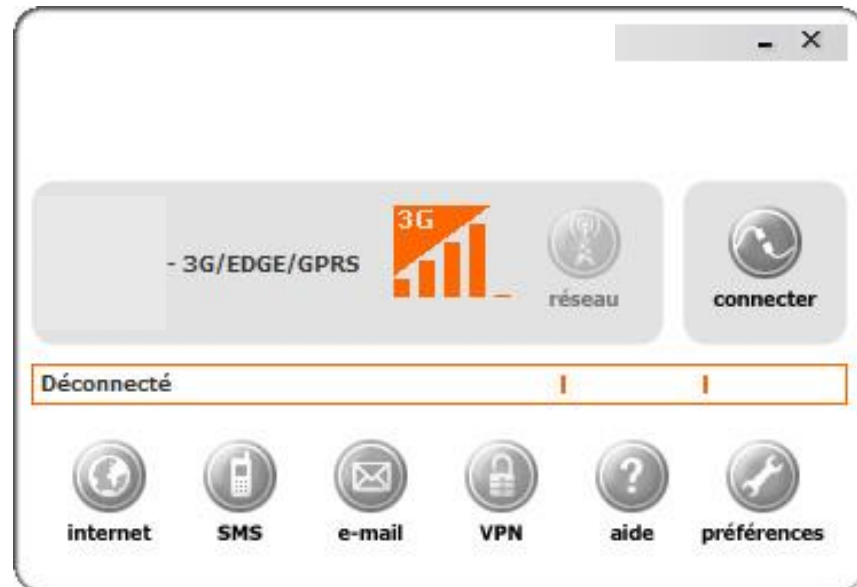 - 3G/EDGE/GPRS
3G
réseau
connecter
Déconnecté
internet
SMS
e-mail
VPN
aide
préférences